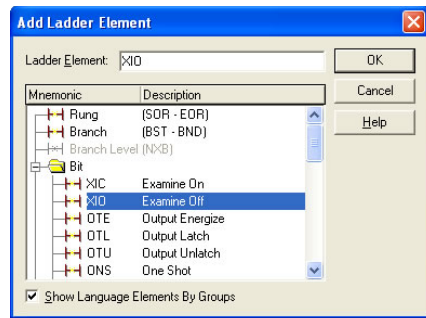 Add Ladder Element
Ladder Element: XIO
OK
Mnemonic Description
Cancel
Rung (SOR - EOR)
Help
Branch (BST - BND)
Branch Level (NXB)
Bit
XIC Examine On
XIO Examine Off
OTE Output Energize
OTL Output Latch
OTU Output Unlatch
ONS One Shot
Show Language Elements By Groups